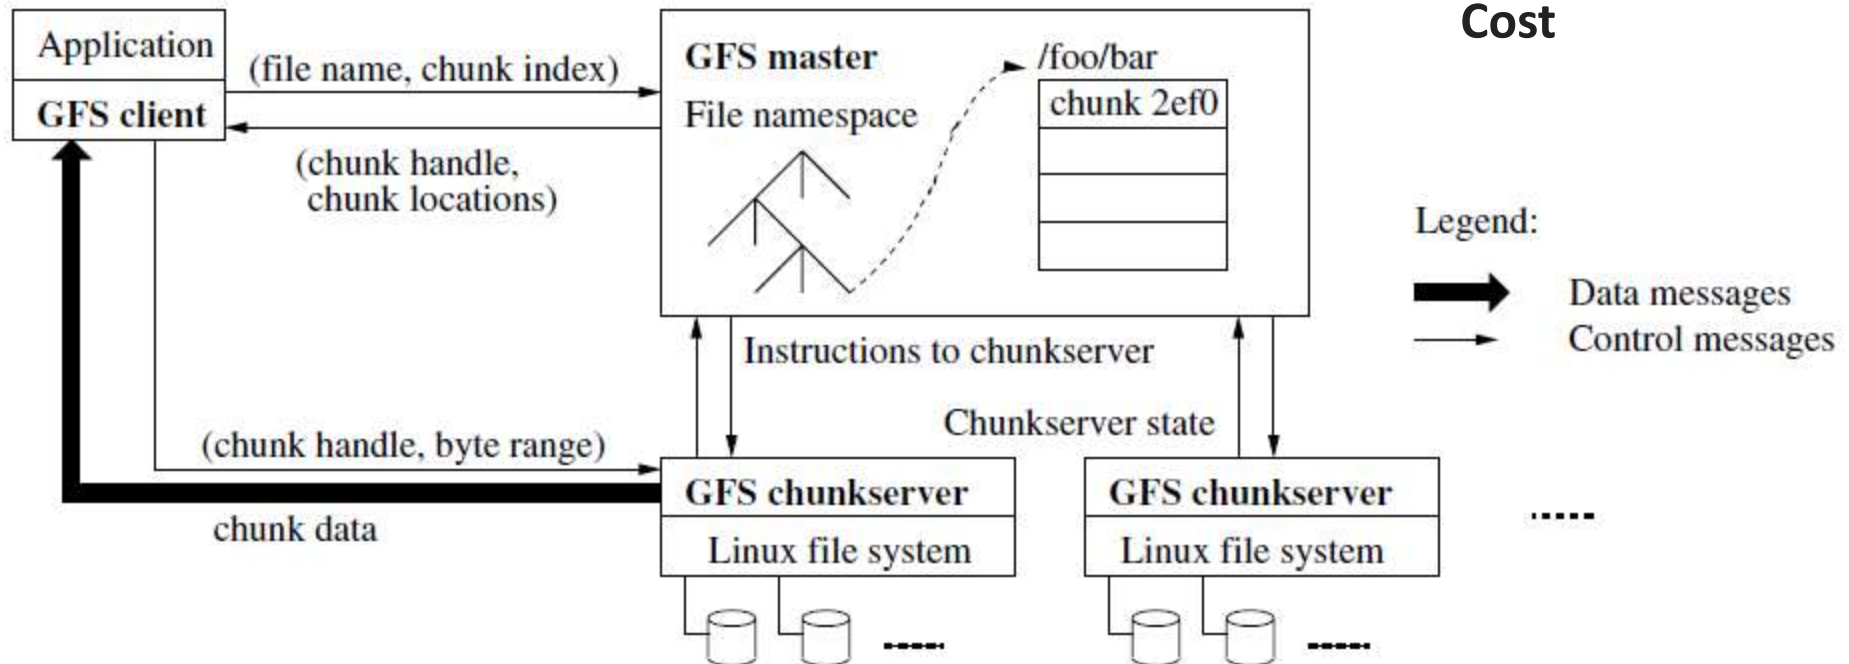 Cost
Application
GFS client
(file name, chunk index)
(chunk handle,
chunk locations)
GFS master
File namespace
/foo/bar
chunk 2ef0
Legend:
Data messages
Control messages
Instructions to chunkserver
Chunkserver state
(chunk handle, byte range)
chunk data
GFS chunkserver
Linux file system
GFS chunkserver
Linux file system